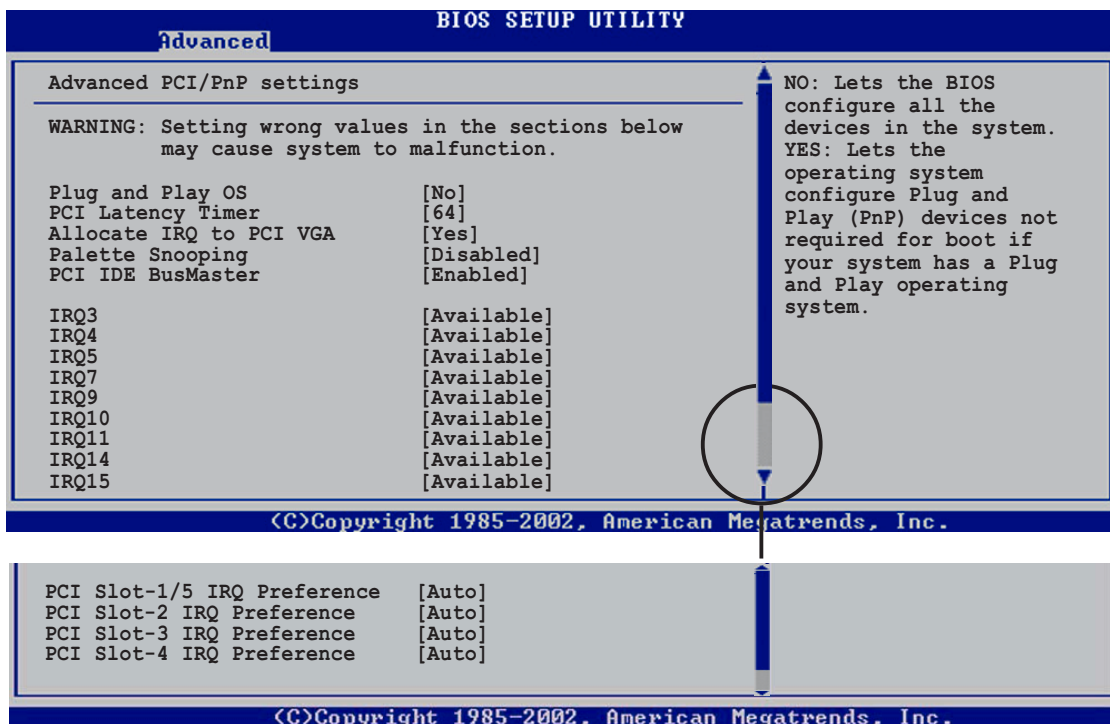 BIOS SETUP UTILITY
Advanced
Advanced PCI/PnP settings
WARNING: Setting wrong values in the sections below
may cause system to malfunction.
Plug and Play OS [No]
PCI Latency Timer [64]
Allocate IRQ to PCI VGA [Yes]
Palette Snooping [Disabled]
PCI IDE BusMaster [Enabled]
IRQ3 [Available]
IRQ4 [Available]
IRQ5 [Available]
IRQ7 [Available]
IRQ9 [Available]
IRQ10 [Available]
IRQ11 [Available]
IRQ14 [Available]
IRQ15 [Available]
NO: Lets the BIOS
configure all the
devices in the system.
YES: Lets the
operating system
configure Plug and
Play (PnP) devices not
required for boot if
your system has a Plug
and Play operating
system.
(C)Copyright 1985-2002, American Megatrends, Inc.
PCI Slot-1/5 IRQ Preference [Auto]
PCI Slot-2 IRQ Preference [Auto]
PCI Slot-3 IRQ Preference [Auto]
PCI Slot-4 IRQ Preference [Auto]
(C)Copyright 1985-2002, American Megatrends, Inc.